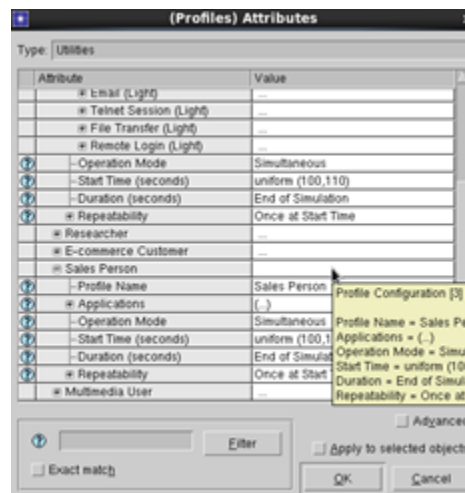 (Profiles) Attributes
Type: Utilities
Attribute Value
Email (Light) ...
Telnet Session (Light) ...
File Transfer (Light) ...
Remote Login (Light) ...
Operation Mode Simultaneous
Start Time (seconds) uniform (100,110)
Duration (seconds) End of Simulation
Repeatability Once at Start Time
Researcher ...
E-commerce Customer ...
Sales Person
Profile Name Sales Person
Applications (...)
Operation Mode Simultaneous
Start Time (seconds) uniform (100,1
Duration (seconds) End of Simulat
Repeatability Once at Start
Multimedia User ...
Profile Configuration [3]
Profile Name = Sales Pe
Applications = (...)
Operation Mode = Simu
Start Time = uniform (10
Duration = End of Simul
Repeatability = Once at
Advanced
Filter
Apply to selected objects
Exact match
OK Cancel